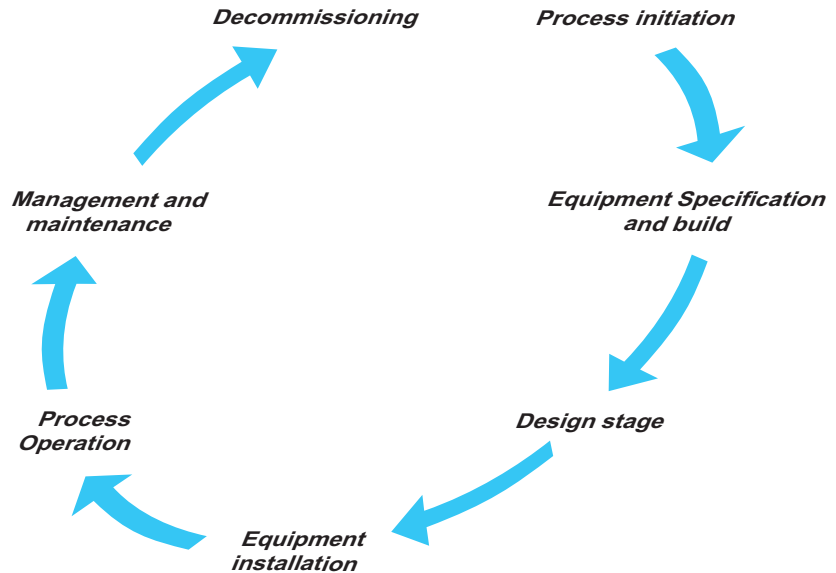 Process initiation
Equipment Specification
and build
Design stage
Equipment
installation
Process
Operation
Management and
maintenance
Decommissioning